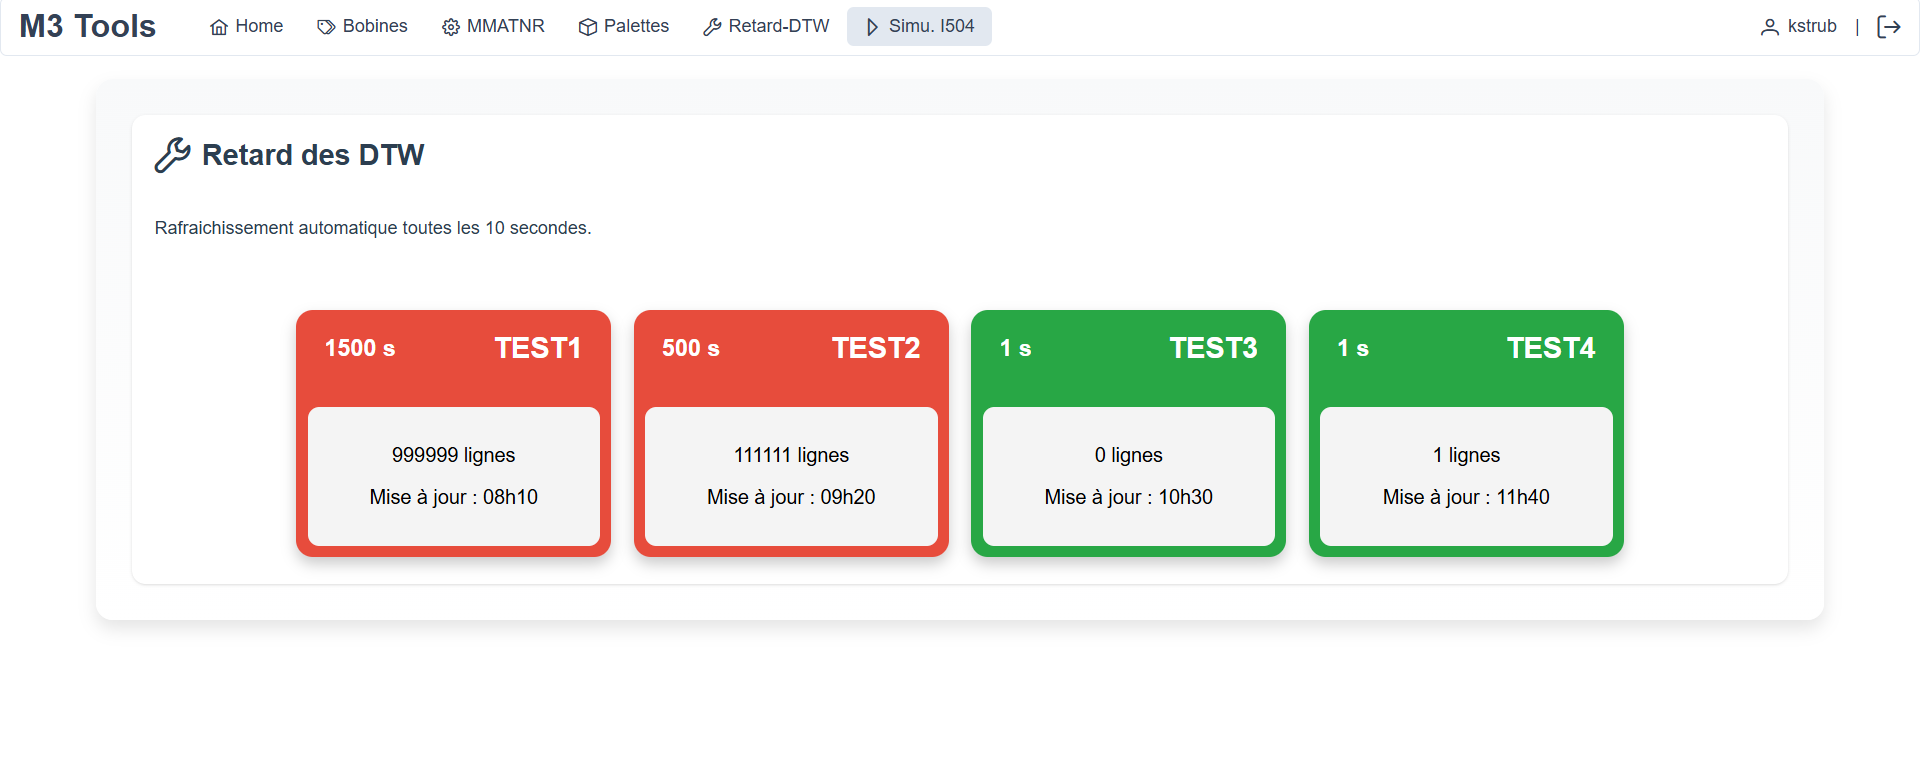 M3 Tools Home Bobines MMATNR Palettes Retard-DTW Simu. I504 kstrub |
Retard des DTW
Rafraichissement automatique toutes les 10 secondes.
1500 s TEST1
999999 lignes
Mise à jour : 08h10
500 s TEST2
111111 lignes
Mise à jour : 09h20
1 s TEST3
0 lignes
Mise à jour : 10h30
1 s TEST4
1 lignes
Mise à jour : 11h40